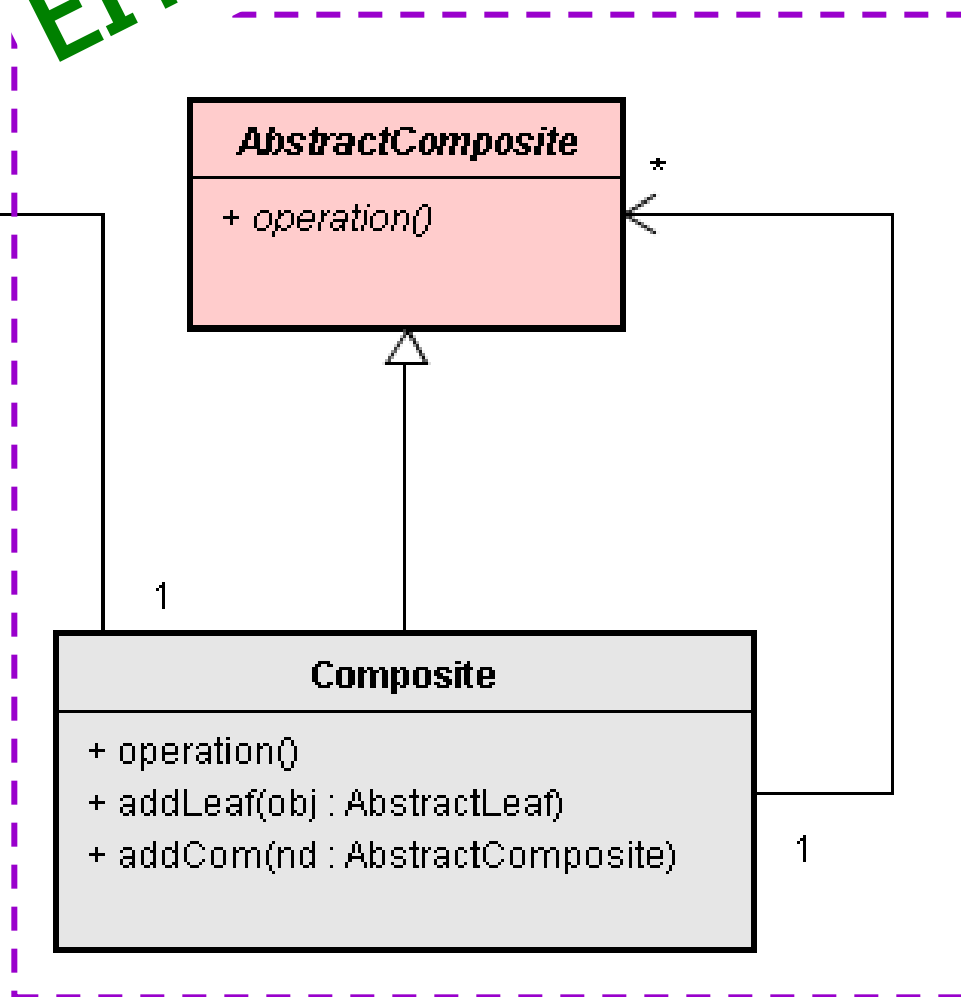 AbstractComposite
*
+ operation()
1
Composite
+ operation()
+ addLeaf(obj : AbstractLeaf)
+ addCom(nd : AbstractComposite)
1